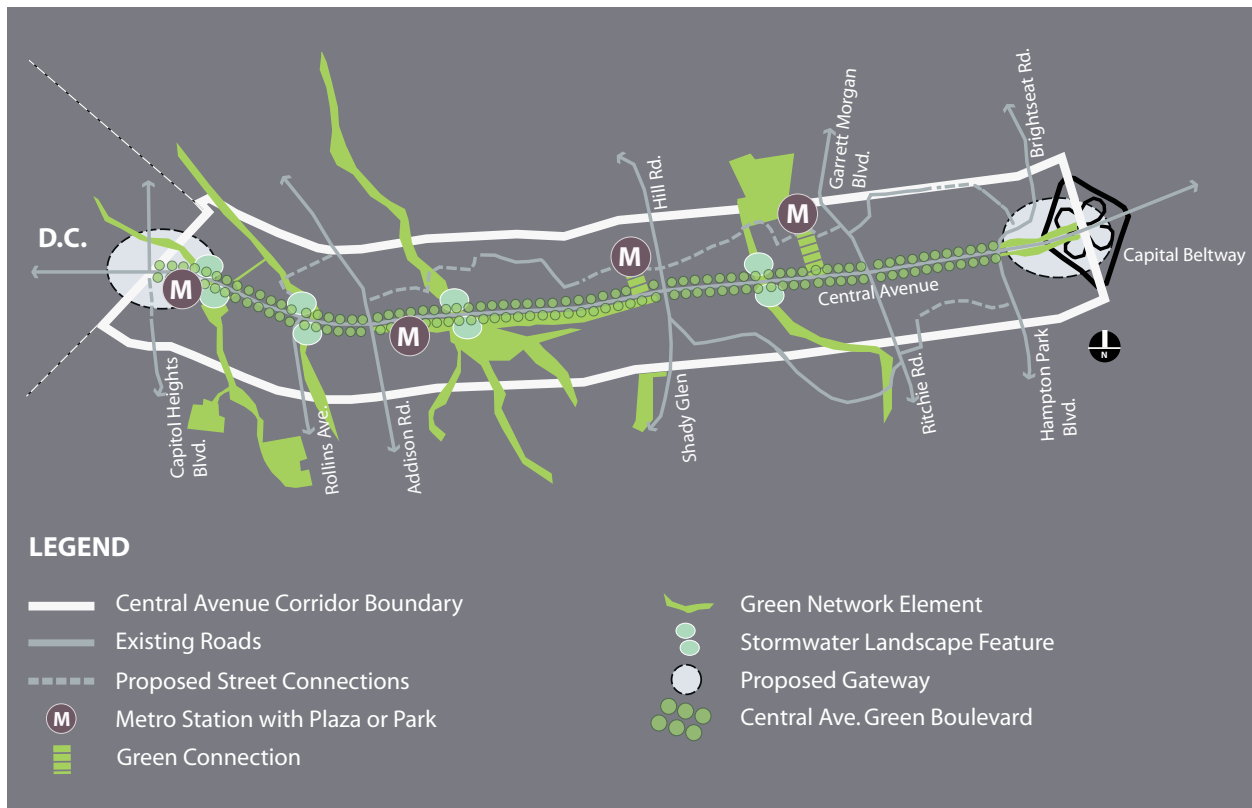 D.C.
M
M
M
M
Hill Rd.
Garrett Morgan
Blvd.
Brightseat Rd.
Capital Beltway
Central Avenue
Capitol Heights
Blvd.
Rollins Ave.
Addison Rd.
Shady Glen
Ritchie Rd.
Hampton Park
Blvd.
N
LEGEND
Central Avenue Corridor Boundary
Existing Roads
Proposed Street Connections
M
Metro Station with Plaza or Park
Green Connection
Green Network Element
Stormwater Landscape Feature
Proposed Gateway
Central Ave. Green Boulevard